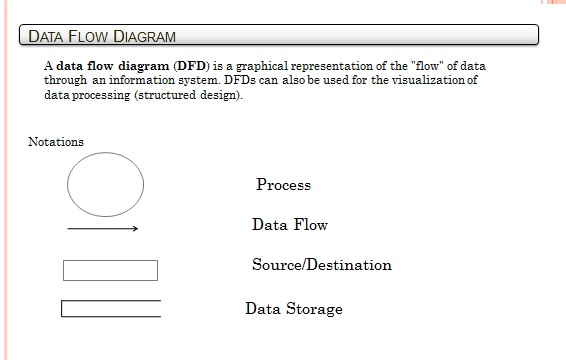 DATA FLOW DIAGRAM
A data flow diagram (DFD) is a graphical representation of the "flow" of data
through an information system. DFDs can also be used for the visualization of
data processing (structured design).
Notations
Process
Data Flow
Source/Destination
Data Storage